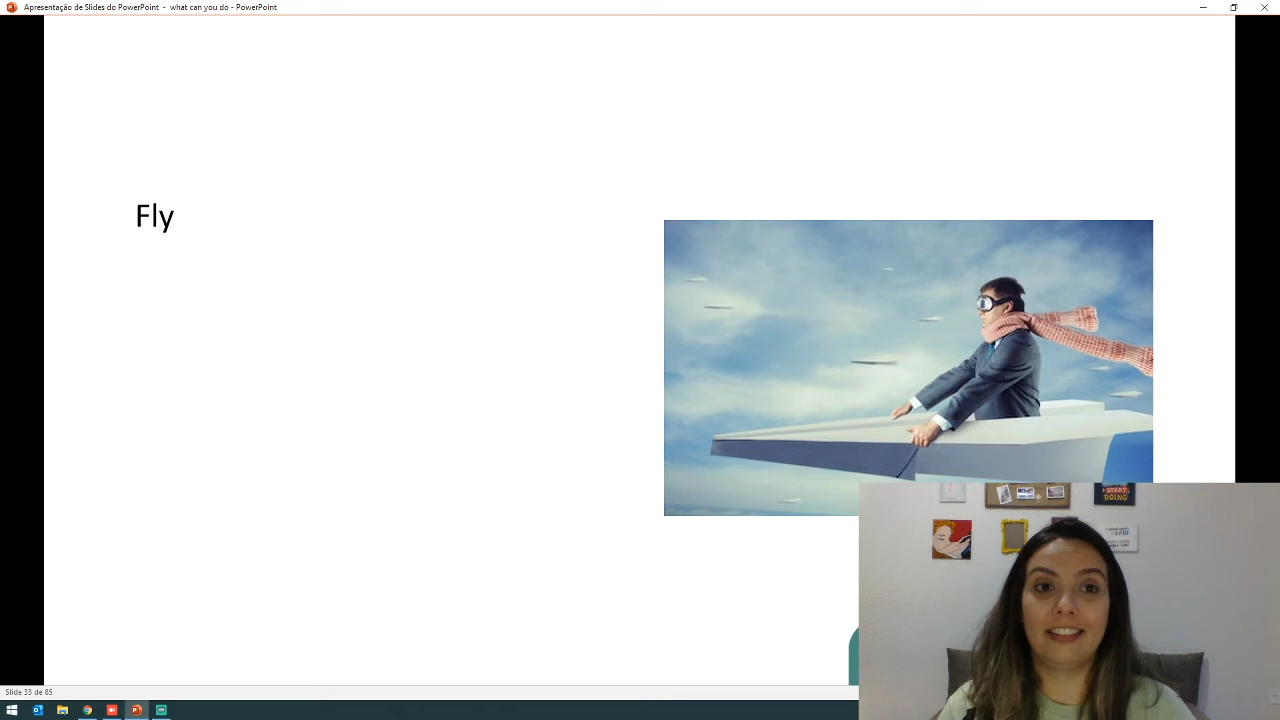 Apresentação de Slides do PowerPoint - what can you do - PowerPoint
Fly
START
DOING
Slide 33 de 85